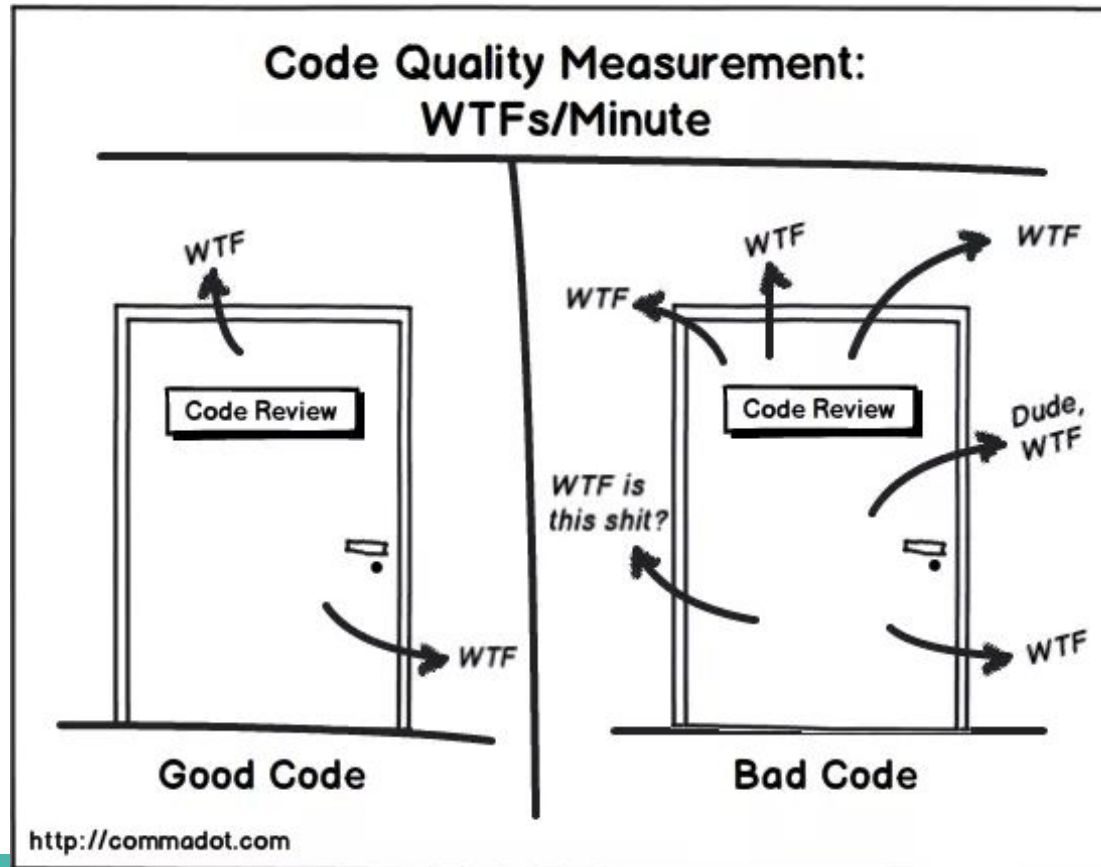 Code Quality Measurement:
WTFs/Minute
WTF
Code Review
WTF
Good Code
WTF
WTF
WTF
Code Review
Dude,
WTF
WTF is
this shit?
WTF
Bad Code
http://commadot.com